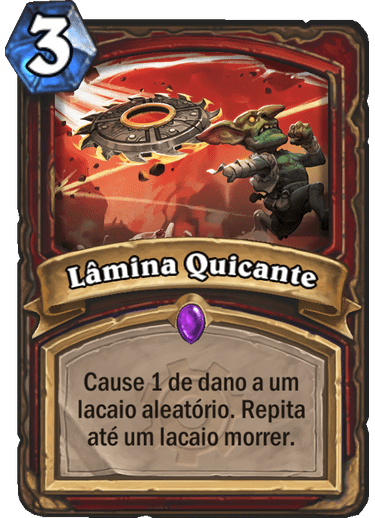 3
Lâmina Quicante
Cause 1 de dano a um
lacaio aleatório. Repita
até um lacaio morrer.